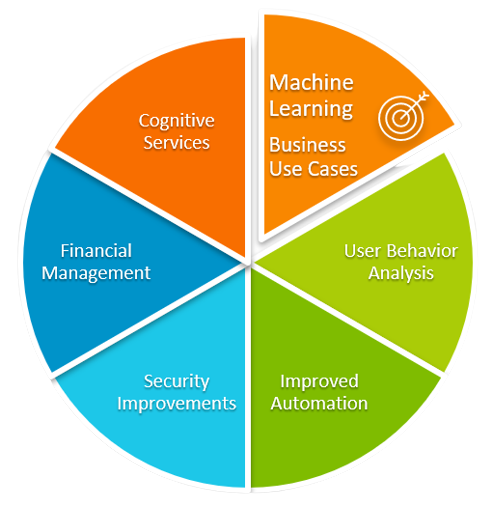 Machine
Learning
Business
Use Cases
User Behavior
Analysis
Improved
Automation
Security
Improvements
Financial
Management
Cognitive
Services